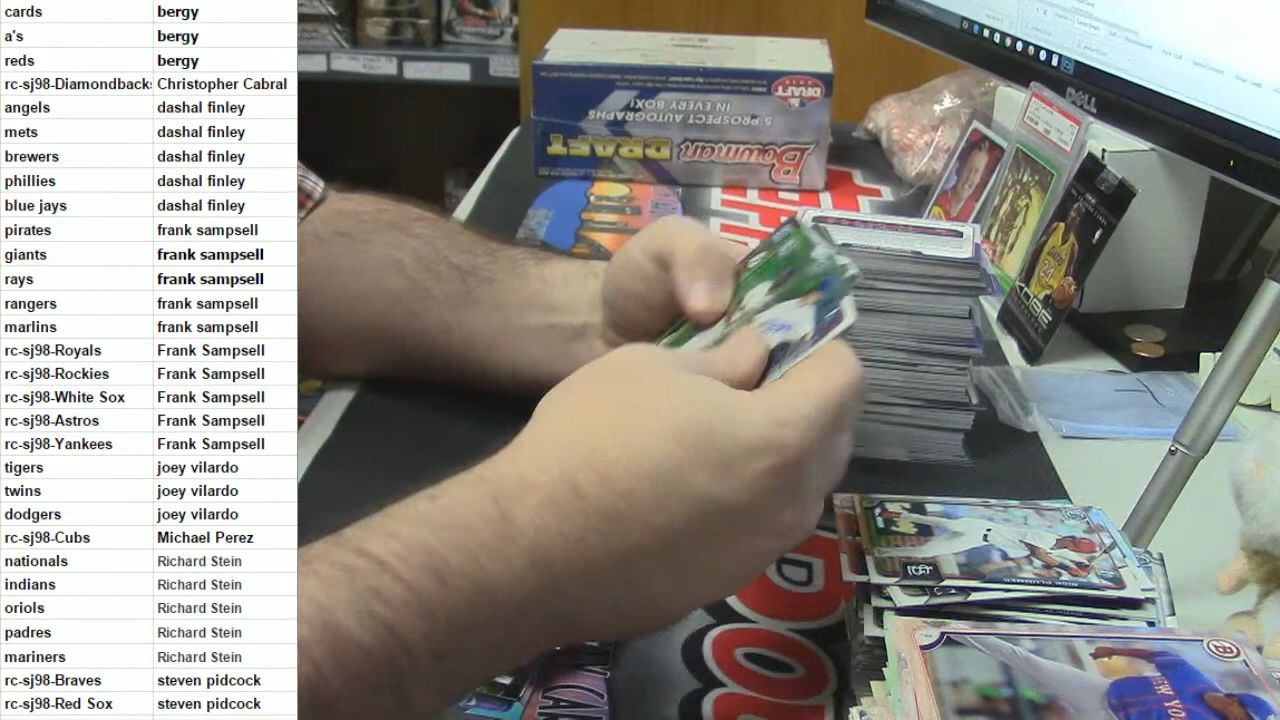 cards bergy
a's bergy
reds bergy
rc-sj98-Diamondbacks Christopher Cabral
angels dashal finley
mets dashal finley
brewers dashal finley
phillies dashal finley
blue jays dashal finley
pirates frank sampsell
giants frank sampsell
rays frank sampsell
rangers frank sampsell
marlins frank sampsell
rc-sj98-Royals Frank Sampsell
rc-sj98-Rockies Frank Sampsell
rc-sj98-White Sox Frank Sampsell
rc-sj98-Astros Frank Sampsell
rc-sj98-Yankees Frank Sampsell
tigers joey vilardo
twins joey vilardo
dodgers joey vilardo
rc-sj98-Cubs Michael Perez
nationals Richard Stein
indians Richard Stein
oriols Richard Stein
padres Richard Stein
mariners Richard Stein
rc-sj98-Braves steven pidcock
rc-sj98-Red Sox steven pidcock
DRAFT
5 PROSPECT AUTOGRAPHS
IN EVERY BOX!
Bowman DRAFT
DELL
24
KOBE
NICK PLUMMER
B
NEW YO